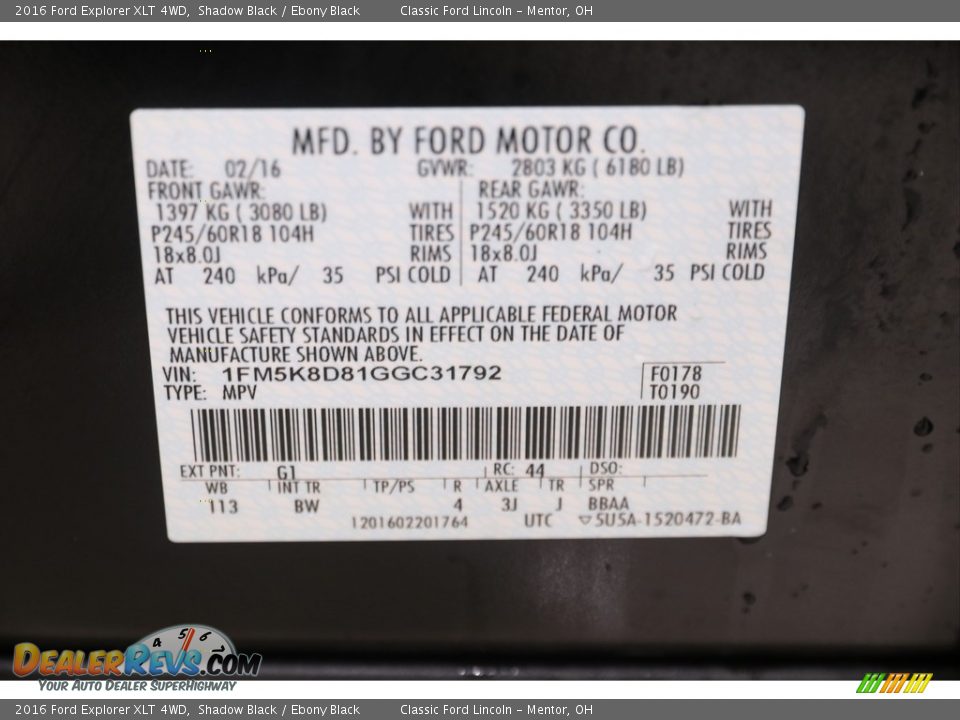 2016 Ford Explorer XLT 4WD, Shadow Black / Ebony Black Classic Ford Lincoln - Mentor, OH
MFD. BY FORD MOTOR CO.
DATE: 02/16 GVWR: 2803 KG ( 6180 LB)
FRONT GAWR: REAR GAWR:
1397 KG ( 3080 LB) WITH 1520 KG ( 3350 LB) WITH
P245/60R18 104H TIRES P245/60R18 104H TIRES
18x8.0J RIMS 18x8.0J RIMS
AT 240 kPa/ 35 PSI COLD AT 240 kPa/ 35 PSI COLD
THIS VEHICLE CONFORMS TO ALL APPLICABLE FEDERAL MOTOR
VEHICLE SAFETY STANDARDS IN EFFECT ON THE DATE OF
MANUFACTURE SHOWN ABOVE.
VIN: 1FM5K8D81GGC31792 F0178
TYPE: MPV T0190
EXT PNT: G1 RC: 44 DSO:
WB INT TR TP/PS R AXLE TR SPR
113 BW 4 3J J BBAA
1201602201764 UTC ▽5U5A-1520472-BA
4 5 6 7
DEALERREVS.COM
YOUR AUTO DEALER SUPERHIGHWAY
2016 Ford Explorer XLT 4WD, Shadow Black / Ebony Black Classic Ford Lincoln - Mentor, OH